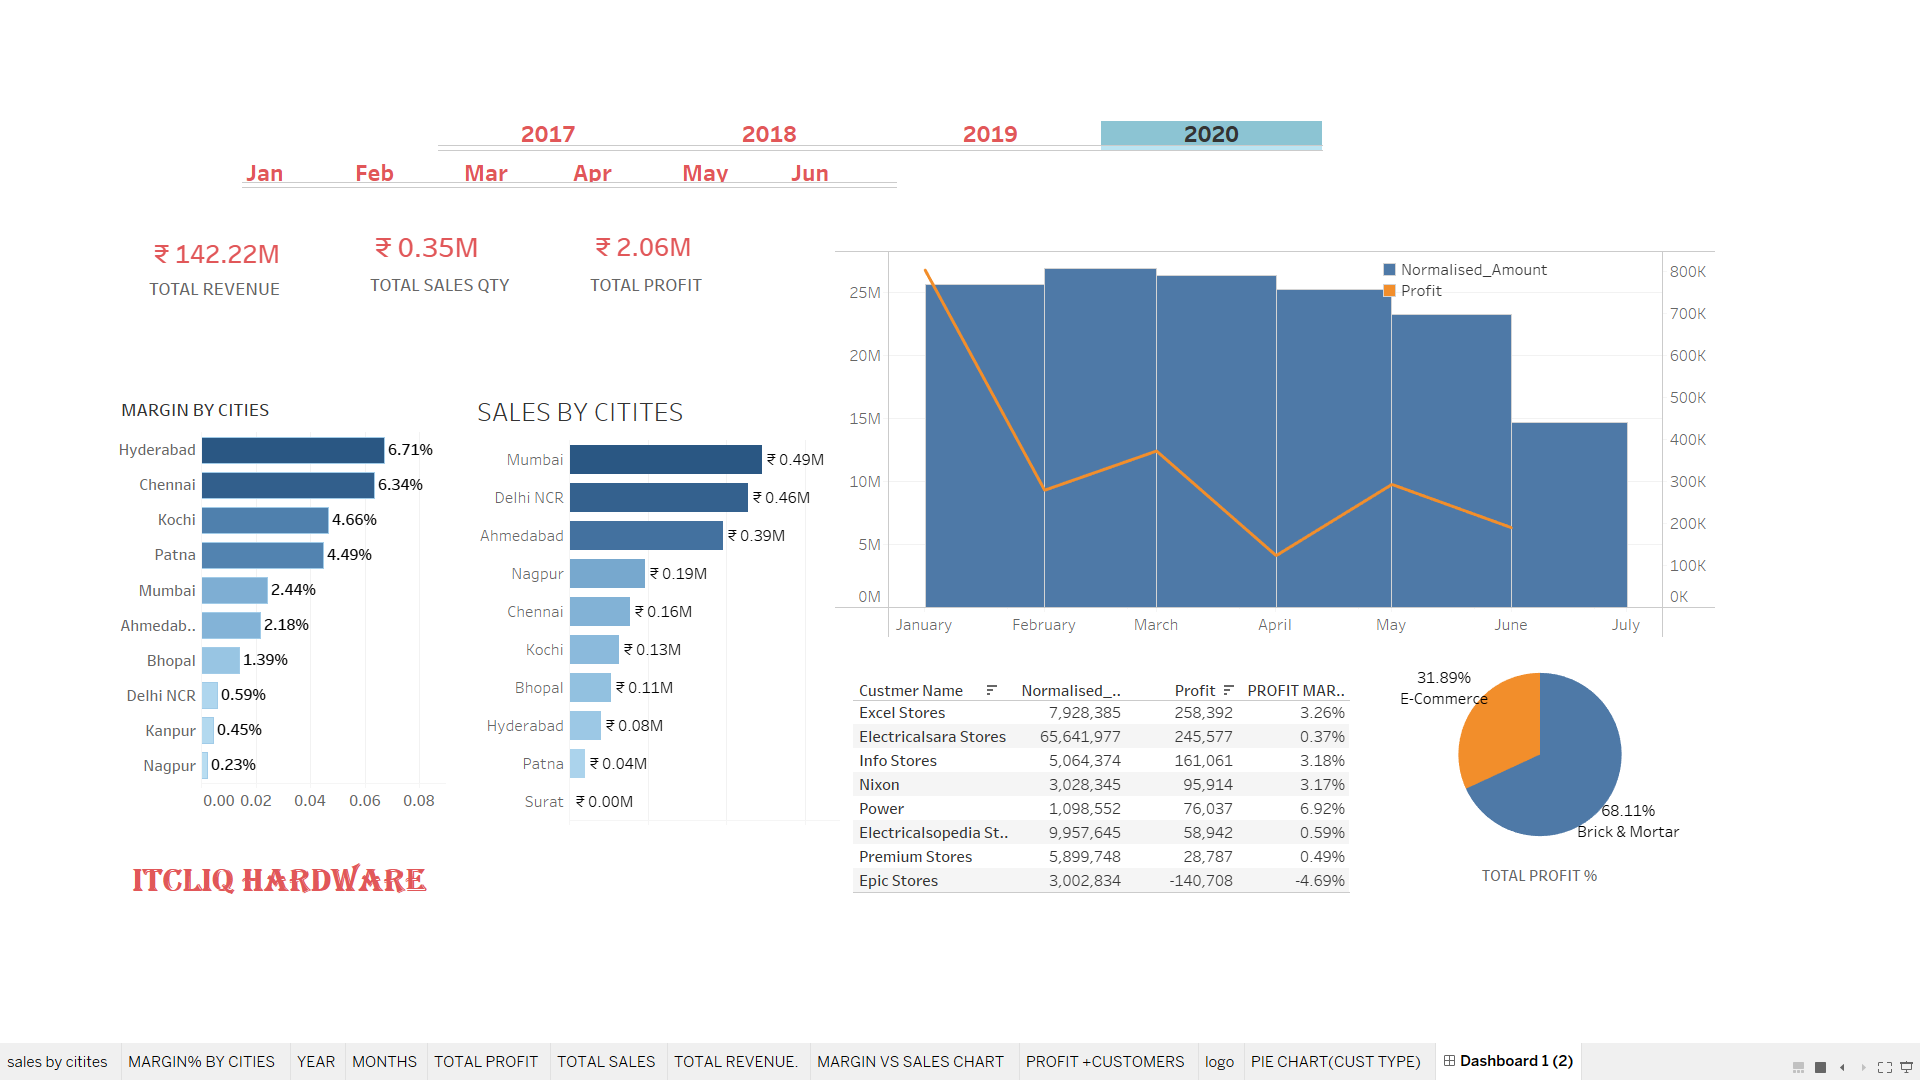 2017 2018 2019 2020
Jan Feb Mar Apr May Jun
₹ 142.22M
TOTAL REVENUE
₹ 0.35M
TOTAL SALES QTY
₹ 2.06M
TOTAL PROFIT
MARGIN BY CITIES
Hyderabad 6.71%
Chennai 6.34%
Kochi 4.66%
Patna 4.49%
Mumbai 2.44%
Ahmedab.. 2.18%
Bhopal 1.39%
Delhi NCR 0.59%
Kanpur 0.45%
Nagpur 0.23%
0.00 0.02 0.04 0.06 0.08
SALES BY CITITES
Mumbai ₹ 0.49M
Delhi NCR ₹ 0.46M
Ahmedabad ₹ 0.39M
Nagpur ₹ 0.19M
Chennai ₹ 0.16M
Kochi ₹ 0.13M
Bhopal ₹ 0.11M
Hyderabad ₹ 0.08M
Patna ₹ 0.04M
Surat ₹ 0.00M
Normalised_Amount
Profit
25M
20M
15M
10M
5M
0M
800K
700K
600K
500K
400K
300K
200K
100K
0K
January February March April May June July
Custmer Name Normalised_.. Profit PROFIT MAR..
Excel Stores 7,928,385 258,392 3.26%
Electricalsara Stores 65,641,977 245,577 0.37%
Info Stores 5,064,374 161,061 3.18%
Nixon 3,028,345 95,914 3.17%
Power 1,098,552 76,037 6.92%
Electricalsopedia St.. 9,957,645 58,942 0.59%
Premium Stores 5,899,748 28,787 0.49%
Epic Stores 3,002,834 -140,708 -4.69%
31.89%
E-Commerce
68.11%
Brick & Mortar
TOTAL PROFIT %
ITCLIQ HARDWARE
sales by citites MARGIN% BY CITIES YEAR MONTHS TOTAL PROFIT TOTAL SALES TOTAL REVENUE. MARGIN VS SALES CHART PROFIT +CUSTOMERS logo PIE CHART(CUST TYPE) Dashboard 1 (2)